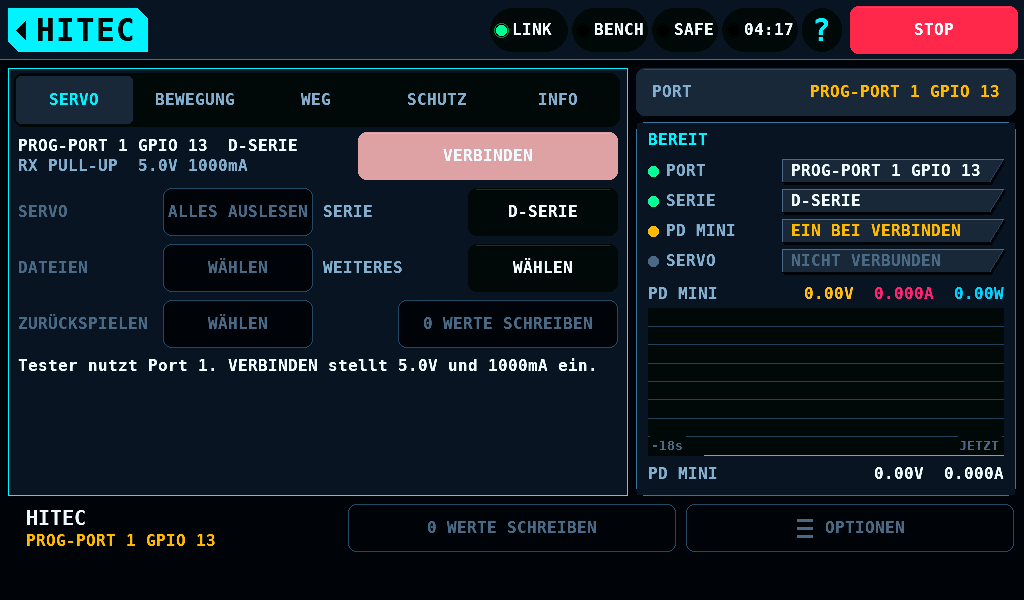 HITEC
LINK
BENCH
SAFE
04:17
?
STOP
SERVO
BEWEGUNG
WEG
SCHUTZ
INFO
PROG-PORT 1 GPIO 13  D-SERIE
RX PULL-UP  5.0V 1000mA
VERBINDEN
SERVO
ALLES AUSLESEN
SERIE
D-SERIE
DATEIEN
WÄHLEN
WEITERES
WÄHLEN
ZURÜCKSPIELEN
WÄHLEN
0 WERTE SCHREIBEN
Tester nutzt Port 1. VERBINDEN stellt 5.0V und 1000mA ein.
PORT
PROG-PORT 1 GPIO 13
BEREIT
PORT
PROG-PORT 1 GPIO 13
SERIE
D-SERIE
PD MINI
EIN BEI VERBINDEN
SERVO
NICHT VERBUNDEN
PD MINI
0.00V
0.000A
0.00W
-18s
JETZT
PD MINI
0.00V
0.000A
HITEC
PROG-PORT 1 GPIO 13
0 WERTE SCHREIBEN
OPTIONEN